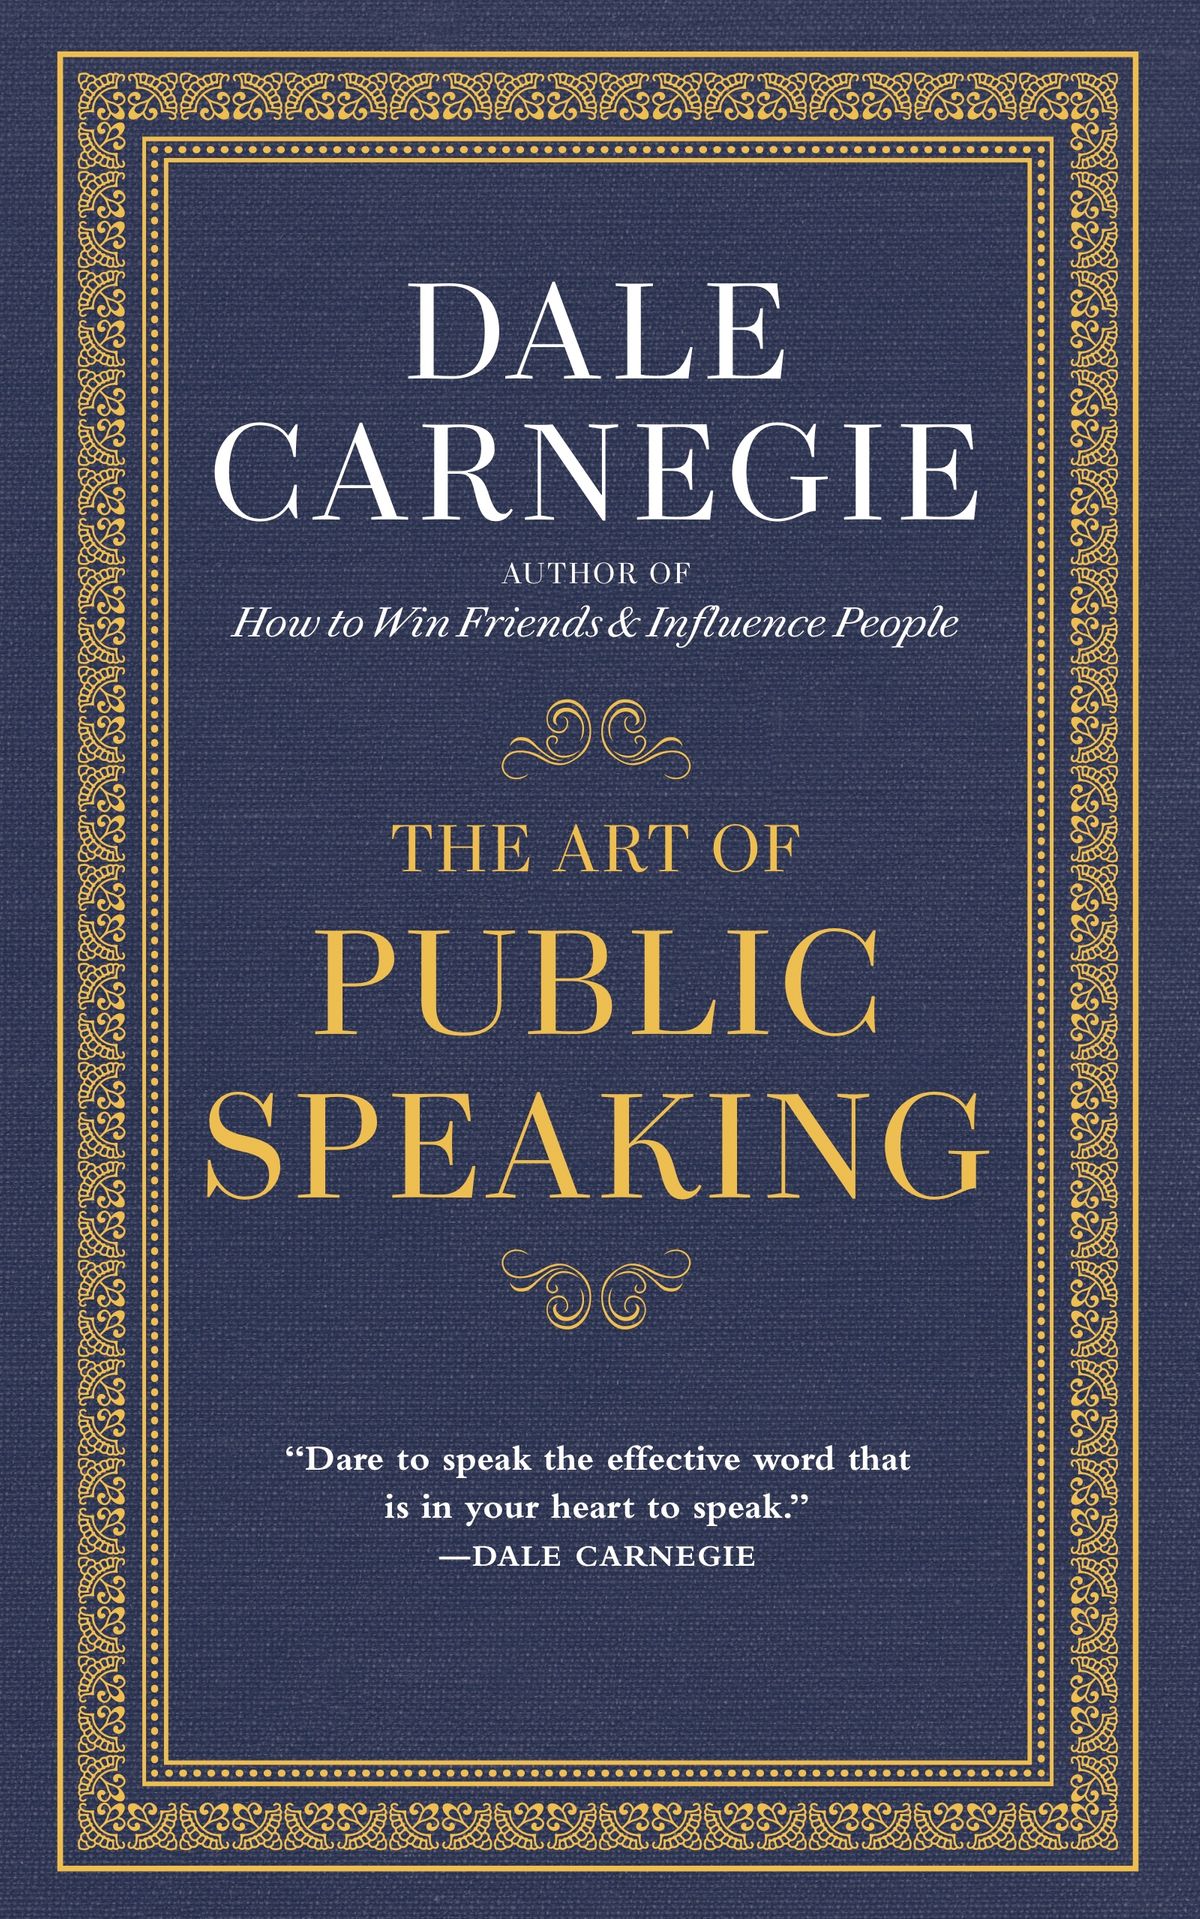 DALE
CARNEGIE
AUTHOR OF
How to Win Friends & Influence People
THE ART OF
PUBLIC
SPEAKING
“Dare to speak the effective word that
is in your heart to speak.”
—DALE CARNEGIE